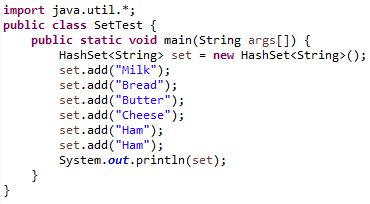 import java.util.*;
public class SetTest {
    public static void main(String args[]) {
        HashSet<String> set = new HashSet<String>();
        set.add("Milk");
        set.add("Bread");
        set.add("Butter");
        set.add("Cheese");
        set.add("Ham");
        set.add("Ham");
        System.out.println(set);
    }
}